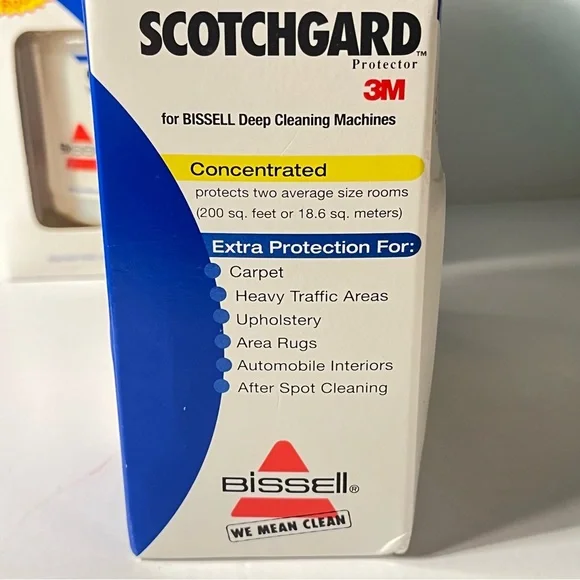 SCOTCHGARD™
Protector
3M
for BISSELL Deep Cleaning Machines
Concentrated
protects two average size rooms
(200 sq. feet or 18.6 sq. meters)
Extra Protection For:
Carpet
Heavy Traffic Areas
Upholstery
Area Rugs
Automobile Interiors
After Spot Cleaning
BISSELL®
WE MEAN CLEAN